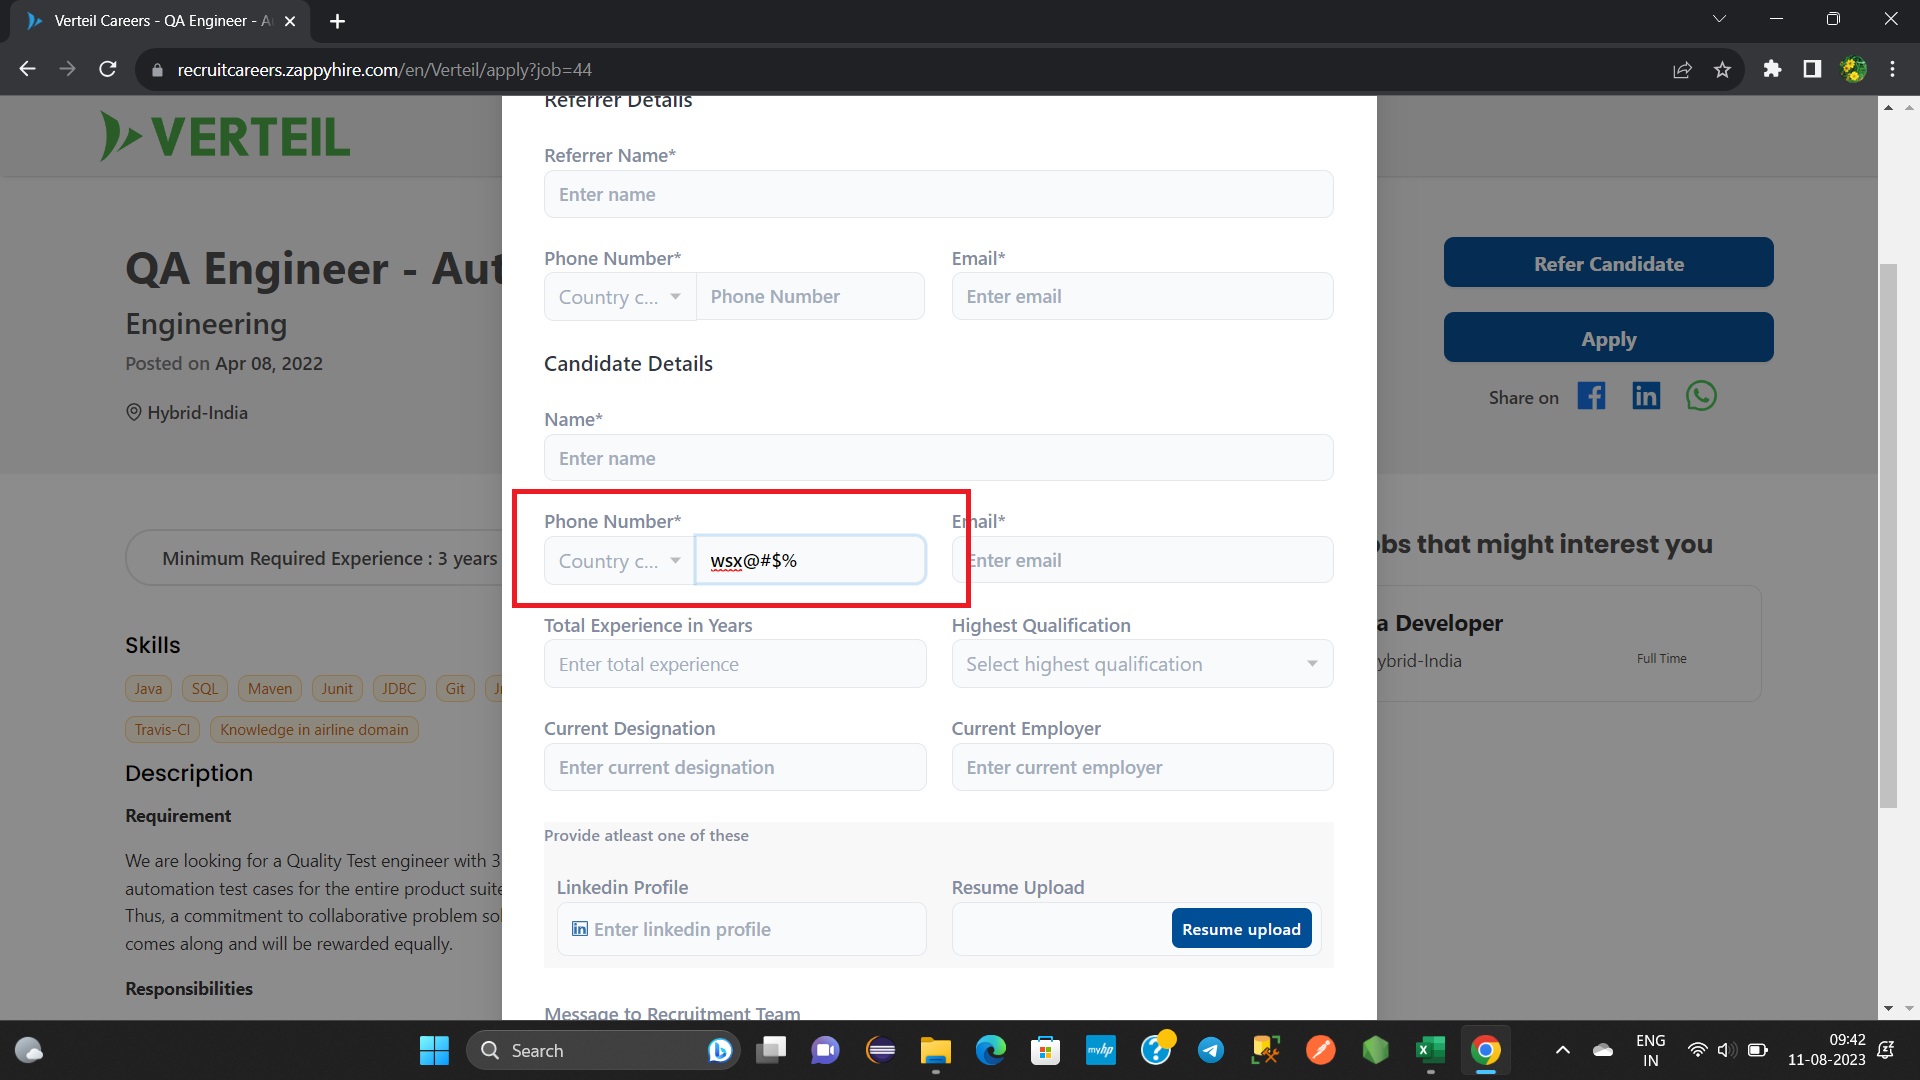 Verteil Careers - QA Engineer - A
recruitcareers.zappyhire.com/en/Verteil/apply?job=44
VERTEIL
QA Engineer - Aut
Engineering
Posted on Apr 08, 2022
Hybrid-India
Minimum Required Experience : 3 years
Skills
Java SQL Maven Junit JDBC Git
Travis-CI Knowledge in airline domain
Description
Requirement
We are looking for a Quality Test engineer with 3
automation test cases for the entire product suite
Thus, a commitment to collaborative problem sol
comes along and will be rewarded equally.
Responsibilities
Referrer Details
Referrer Name*
Enter name
Phone Number* Email*
Country c... Phone Number Enter email
Candidate Details
Name*
Enter name
Phone Number* Email*
Country c... wsx@#$% Enter email
Total Experience in Years Highest Qualification
Enter total experience Select highest qualification
Current Designation Current Employer
Enter current designation Enter current employer
Provide atleast one of these
Linkedin Profile Resume Upload
in Enter linkedin profile Resume upload
Message to Recruitment Team
Refer Candidate
Apply
Share on
bs that might interest you
a Developer
ybrid-India Full Time
Search
myhp
ENG
IN
09:42
11-08-2023